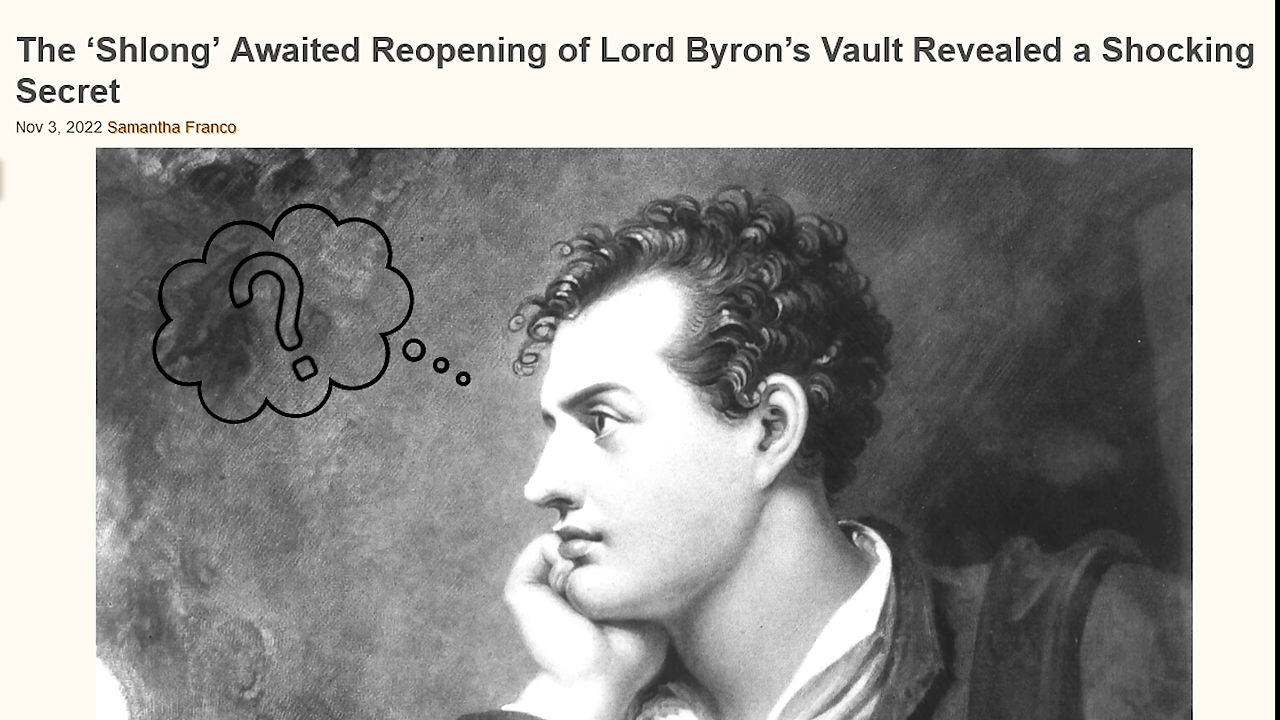 The ‘Shlong’ Awaited Reopening of Lord Byron’s Vault Revealed a Shocking
Secret
Nov 3, 2022 Samantha Franco
?